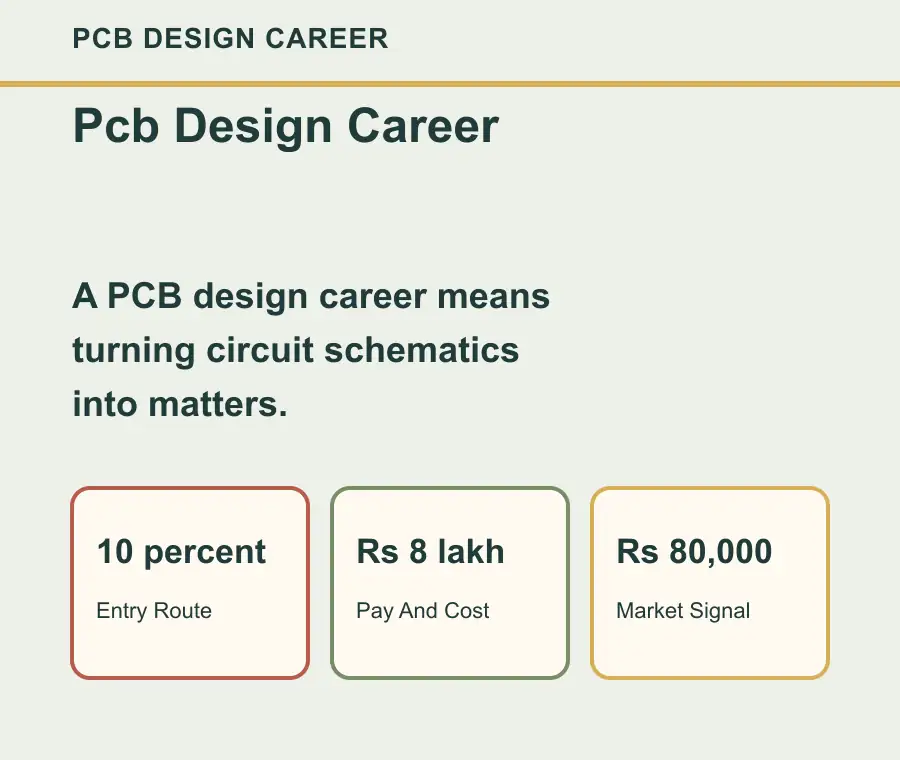 PCB DESIGN CAREER
Pcb Design Career
A PCB design career means
turning circuit schematics
into matters.
10 percent
Entry Route
Rs 8 lakh
Pay And Cost
Rs 80,000
Market Signal